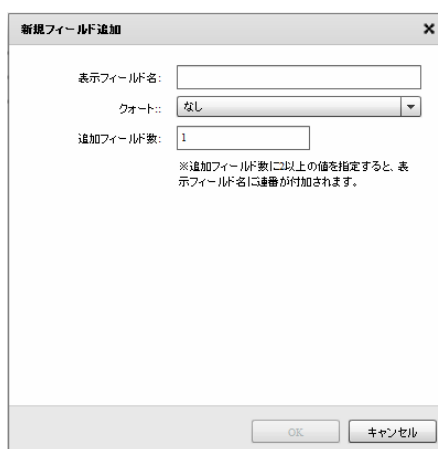 新規フィールド追加
表示フィールド名:
クォート::
なし
追加フィールド数:
1
※追加フィールド数に2以上の値を指定すると、表
示フィールド名に連番が付加されます。
OK
キャンセル